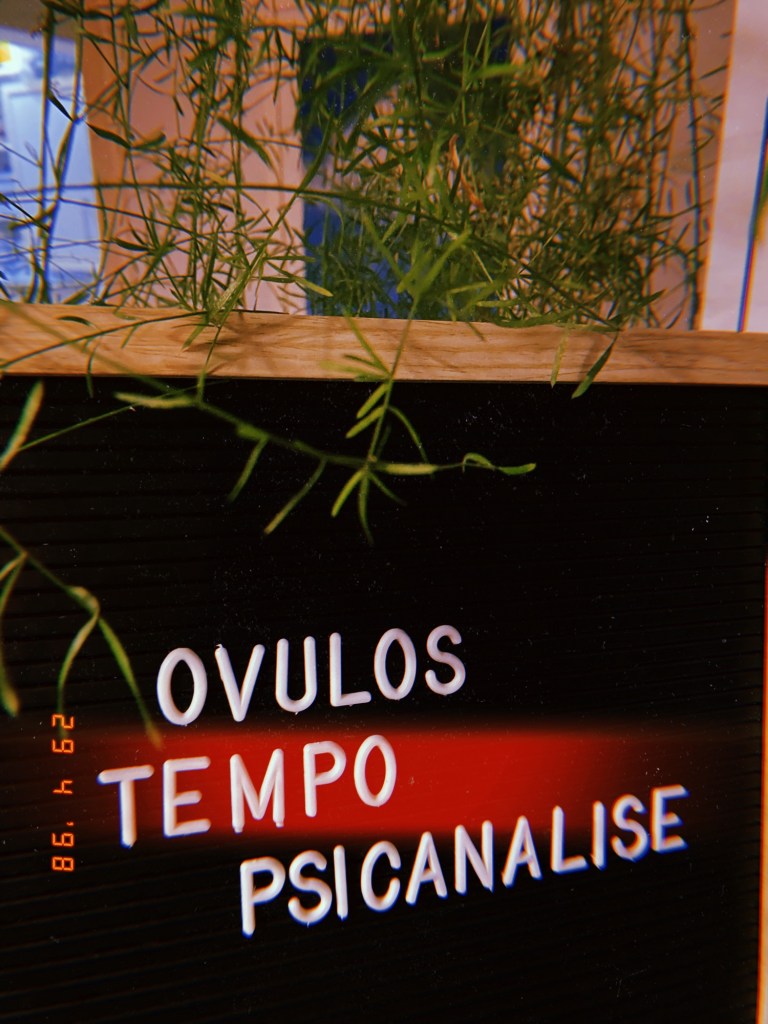 OVULOS
TEMPO
PSICANALISE
29 4 '98